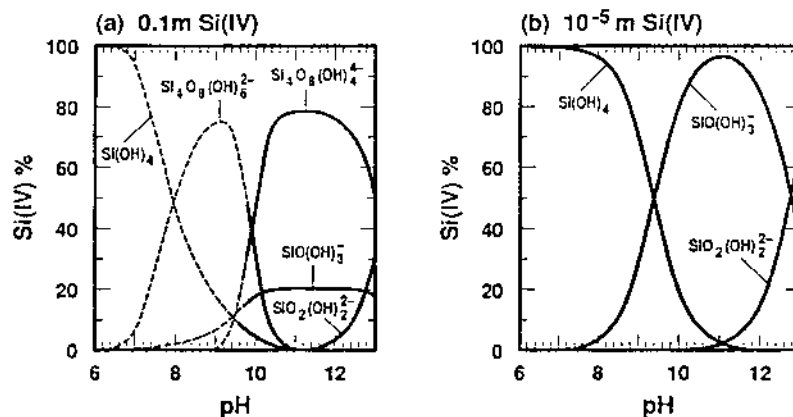 (a) 0.1m Si(IV)
Si(IV) %
100
80
60
40
20
0
6 8 10 12
pH
Si(OH)₄
Si₄O₈(OH)₆²⁻
Si₄O₈(OH)₄⁴⁻
SiO(OH)₃⁻
SiO₂(OH)₂²⁻
(b) 10⁻⁵ m Si(IV)
Si(IV) %
100
80
60
40
20
0
6 8 10 12
pH
Si(OH)₄
SiO(OH)₃⁻
SiO₂(OH)₂²⁻